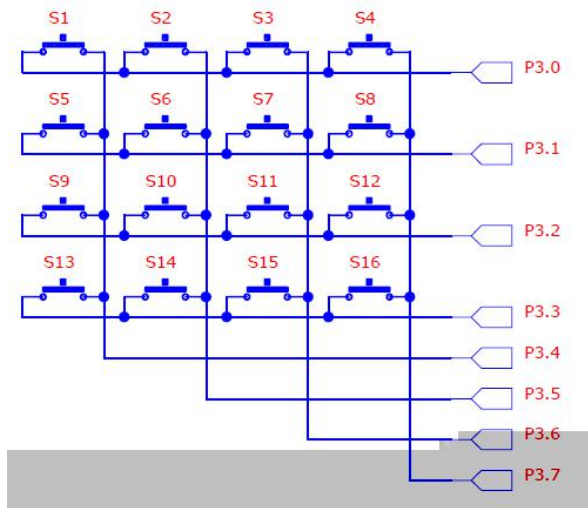 S1 S2 S3 S4
P3.0
S5 S6 S7 S8
P3.1
S9 S10 S11 S12
P3.2
S13 S14 S15 S16
P3.3
P3.4
P3.5
P3.6
P3.7